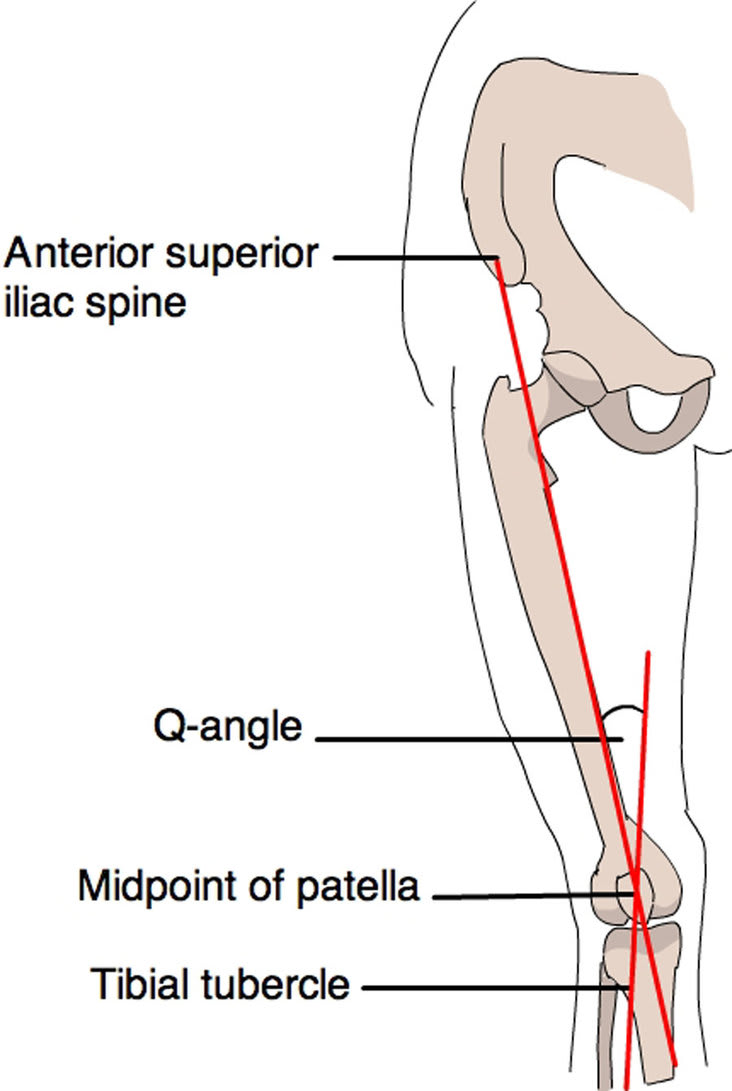 Anterior superior
iliac spine
Q-angle
Midpoint of patella
Tibial tubercle